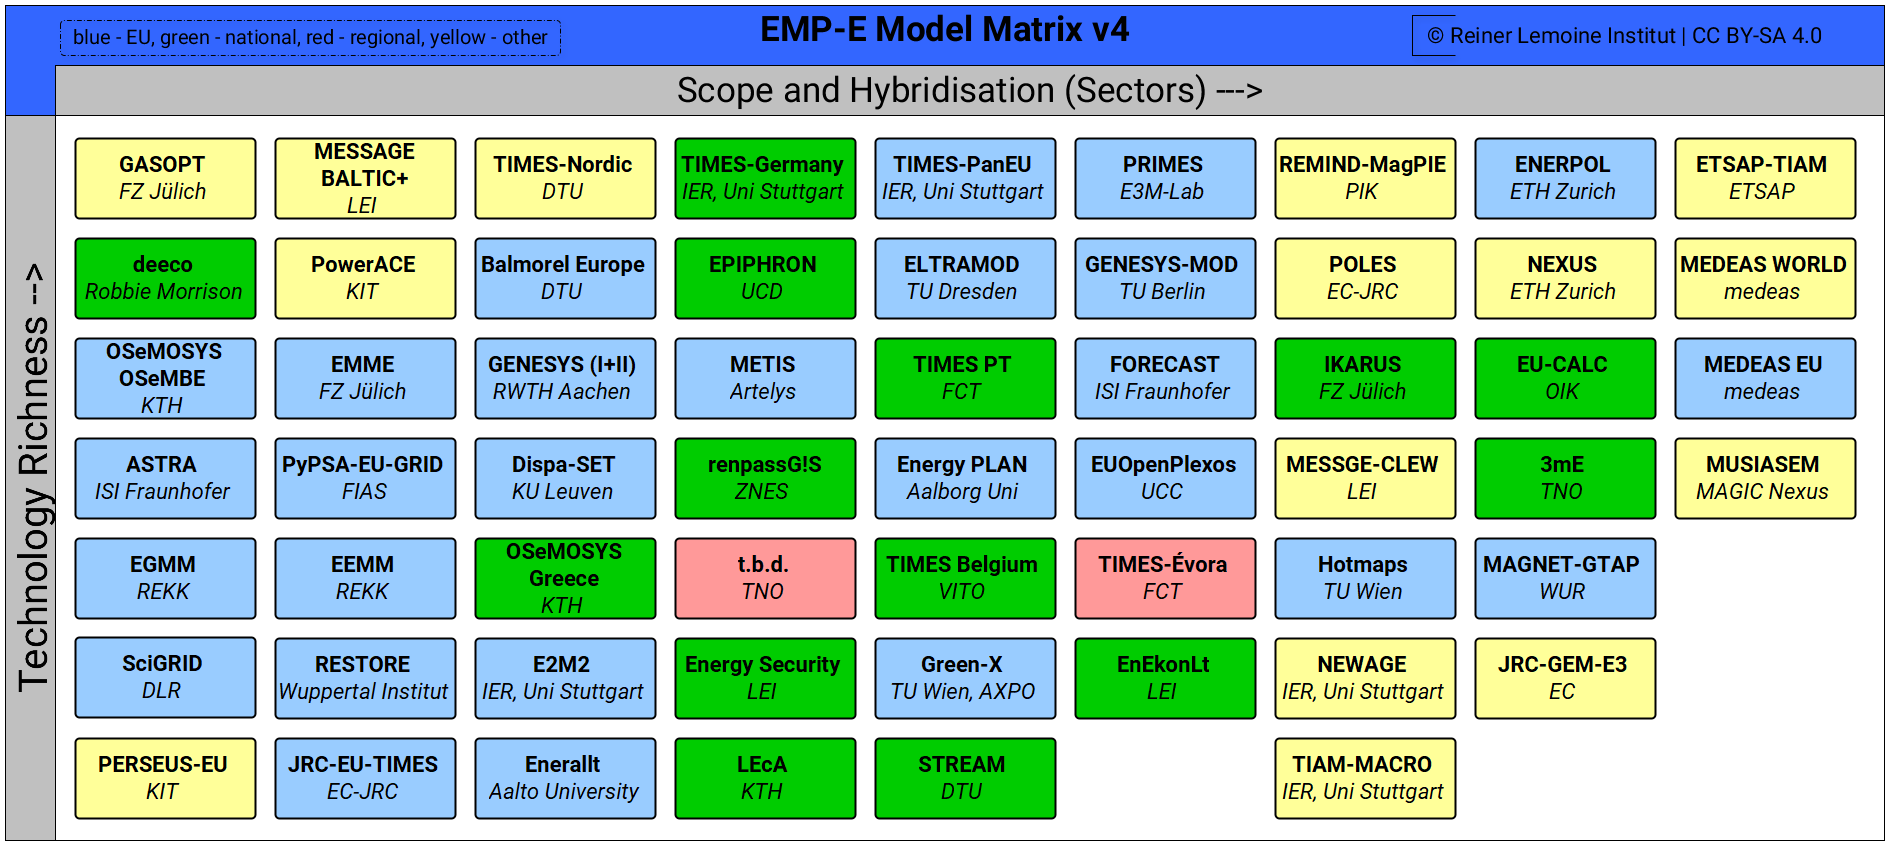 blue - EU, green - national, red - regional, yellow - other
EMP-E Model Matrix v4
© Reiner Lemoine Institut | CC BY-SA 4.0
Scope and Hybridisation (Sectors) --->
Technology Richness -->
GASOPT
FZ Jülich
MESSAGE
BALTIC+
LEI
TIMES-Nordic
DTU
TIMES-Germany
IER, Uni Stuttgart
TIMES-PanEU
IER, Uni Stuttgart
PRIMES
E3M-Lab
REMIND-MagPIE
PIK
ENERPOL
ETH Zurich
ETSAP-TIAM
ETSAP
deeco
Robbie Morrison
PowerACE
KIT
Balmorel Europe
DTU
EPIPHRON
UCD
ELTRAMOD
TU Dresden
GENESYS-MOD
TU Berlin
POLES
EC-JRC
NEXUS
ETH Zurich
MEDEAS WORLD
medeas
OSeMOSYS
OSeMBE
KTH
EMME
FZ Jülich
GENESYS (I+II)
RWTH Aachen
METIS
Artelys
TIMES PT
FCT
FORECAST
ISI Fraunhofer
IKARUS
FZ Jülich
EU-CALC
OIK
MEDEAS EU
medeas
ASTRA
ISI Fraunhofer
PyPSA-EU-GRID
FIAS
Dispa-SET
KU Leuven
renpassG!S
ZNES
Energy PLAN
Aalborg Uni
EUOpenPlexos
UCC
MESSGE-CLEW
LEI
3mE
TNO
MUSIASEM
MAGIC Nexus
EGMM
REKK
EEMM
REKK
OSeMOSYS
Greece
KTH
t.b.d.
TNO
TIMES Belgium
VITO
TIMES-Évora
FCT
Hotmaps
TU Wien
MAGNET-GTAP
WUR
SciGRID
DLR
RESTORE
Wuppertal Institut
E2M2
IER, Uni Stuttgart
Energy Security
LEI
Green-X
TU Wien, AXPO
EnEkonLt
LEI
NEWAGE
IER, Uni Stuttgart
JRC-GEM-E3
EC
PERSEUS-EU
KIT
JRC-EU-TIMES
EC-JRC
Enerallt
Aalto University
LEcA
KTH
STREAM
DTU
TIAM-MACRO
IER, Uni Stuttgart